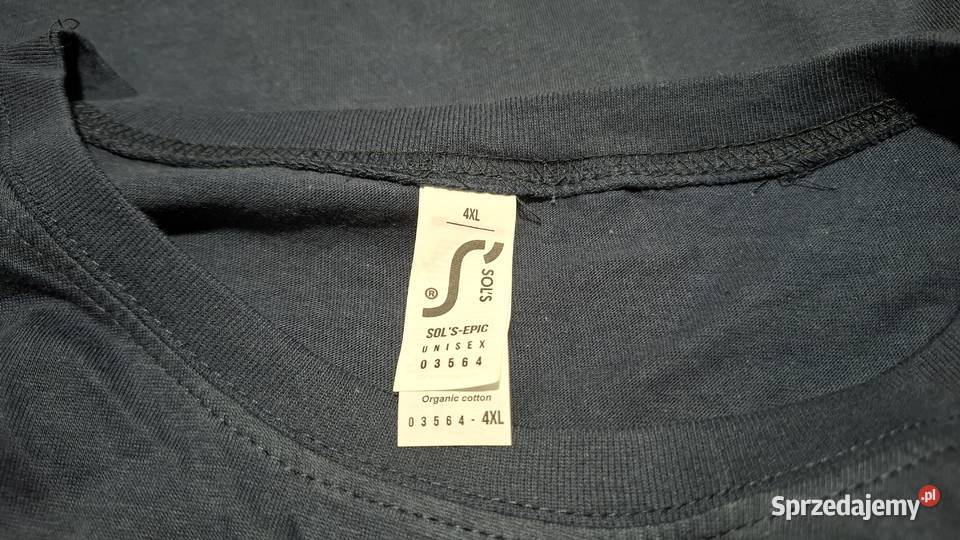 4XL
SOL'S
®
SOL'S-EPIC
UNISEX
03564
Organic cotton
03564-4XL
Sprzedajemy.pl